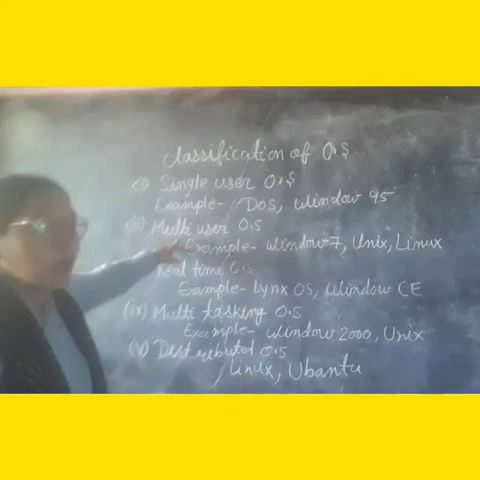 Classification of O.S
(i) Single user O.S
Example- DOS, Window 95
(ii) Multi user O.S
Example- Window-7, Unix, Linux
Real time O.S
Example- Lynx OS, Window CE
(iv) Multi tasking O.S
Example- Window 2000, Unix
(V) Distributed O.S
Linux, Ubantu